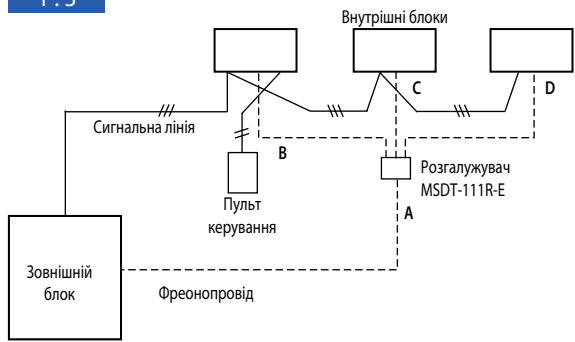 1 : 3
Внутрішні блоки
C
D
Сигнальна лінія
B
Розгалужувач
MSDT-111R-E
Пульт
керування
A
Зовнішній
блок
Фреонопровід